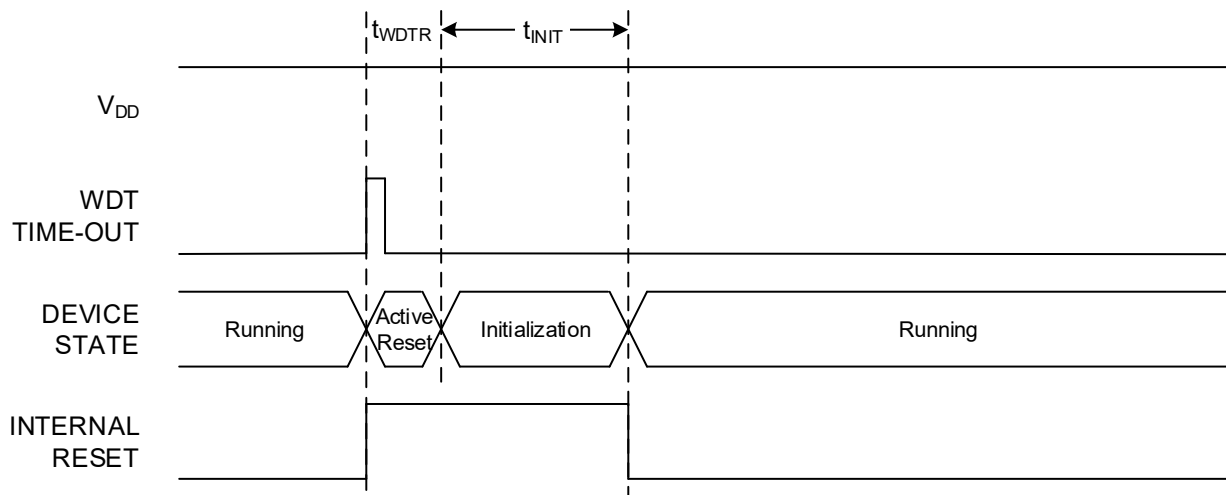 tWDTR
tINIT
VDD
WDT
TIME-OUT
DEVICE
STATE
Running
Active
Reset
Initialization
Running
INTERNAL
RESET